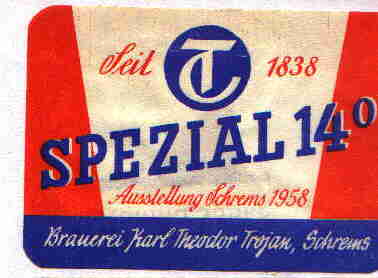 Seit T 1838
SPEZIAL 14°
Ausstellung Schrems 1958
Brauerei Karl Theodor Trojan, Schrems